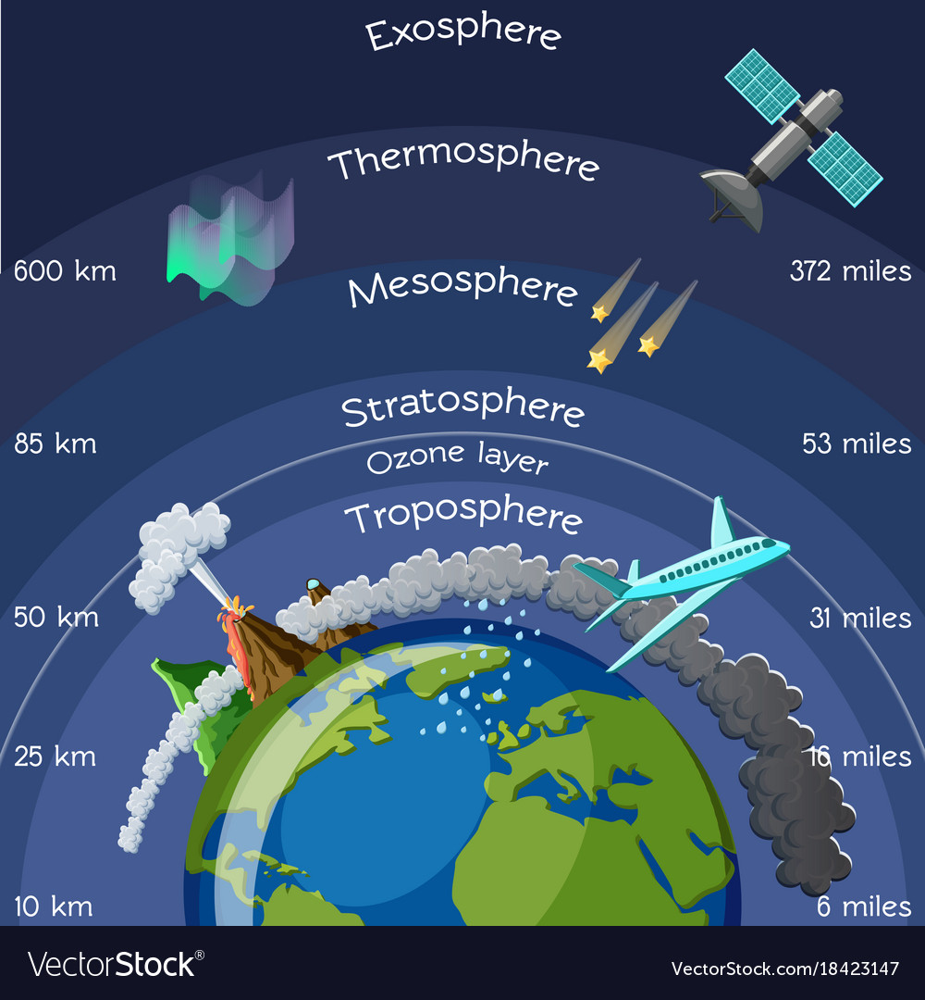 Exosphere
Thermosphere
600 km
372 miles
Mesosphere
Stratosphere
85 km
53 miles
Ozone layer
Troposphere
50 km
31 miles
25 km
16 miles
10 km
6 miles
VectorStock®
VectorStock.com/18423147